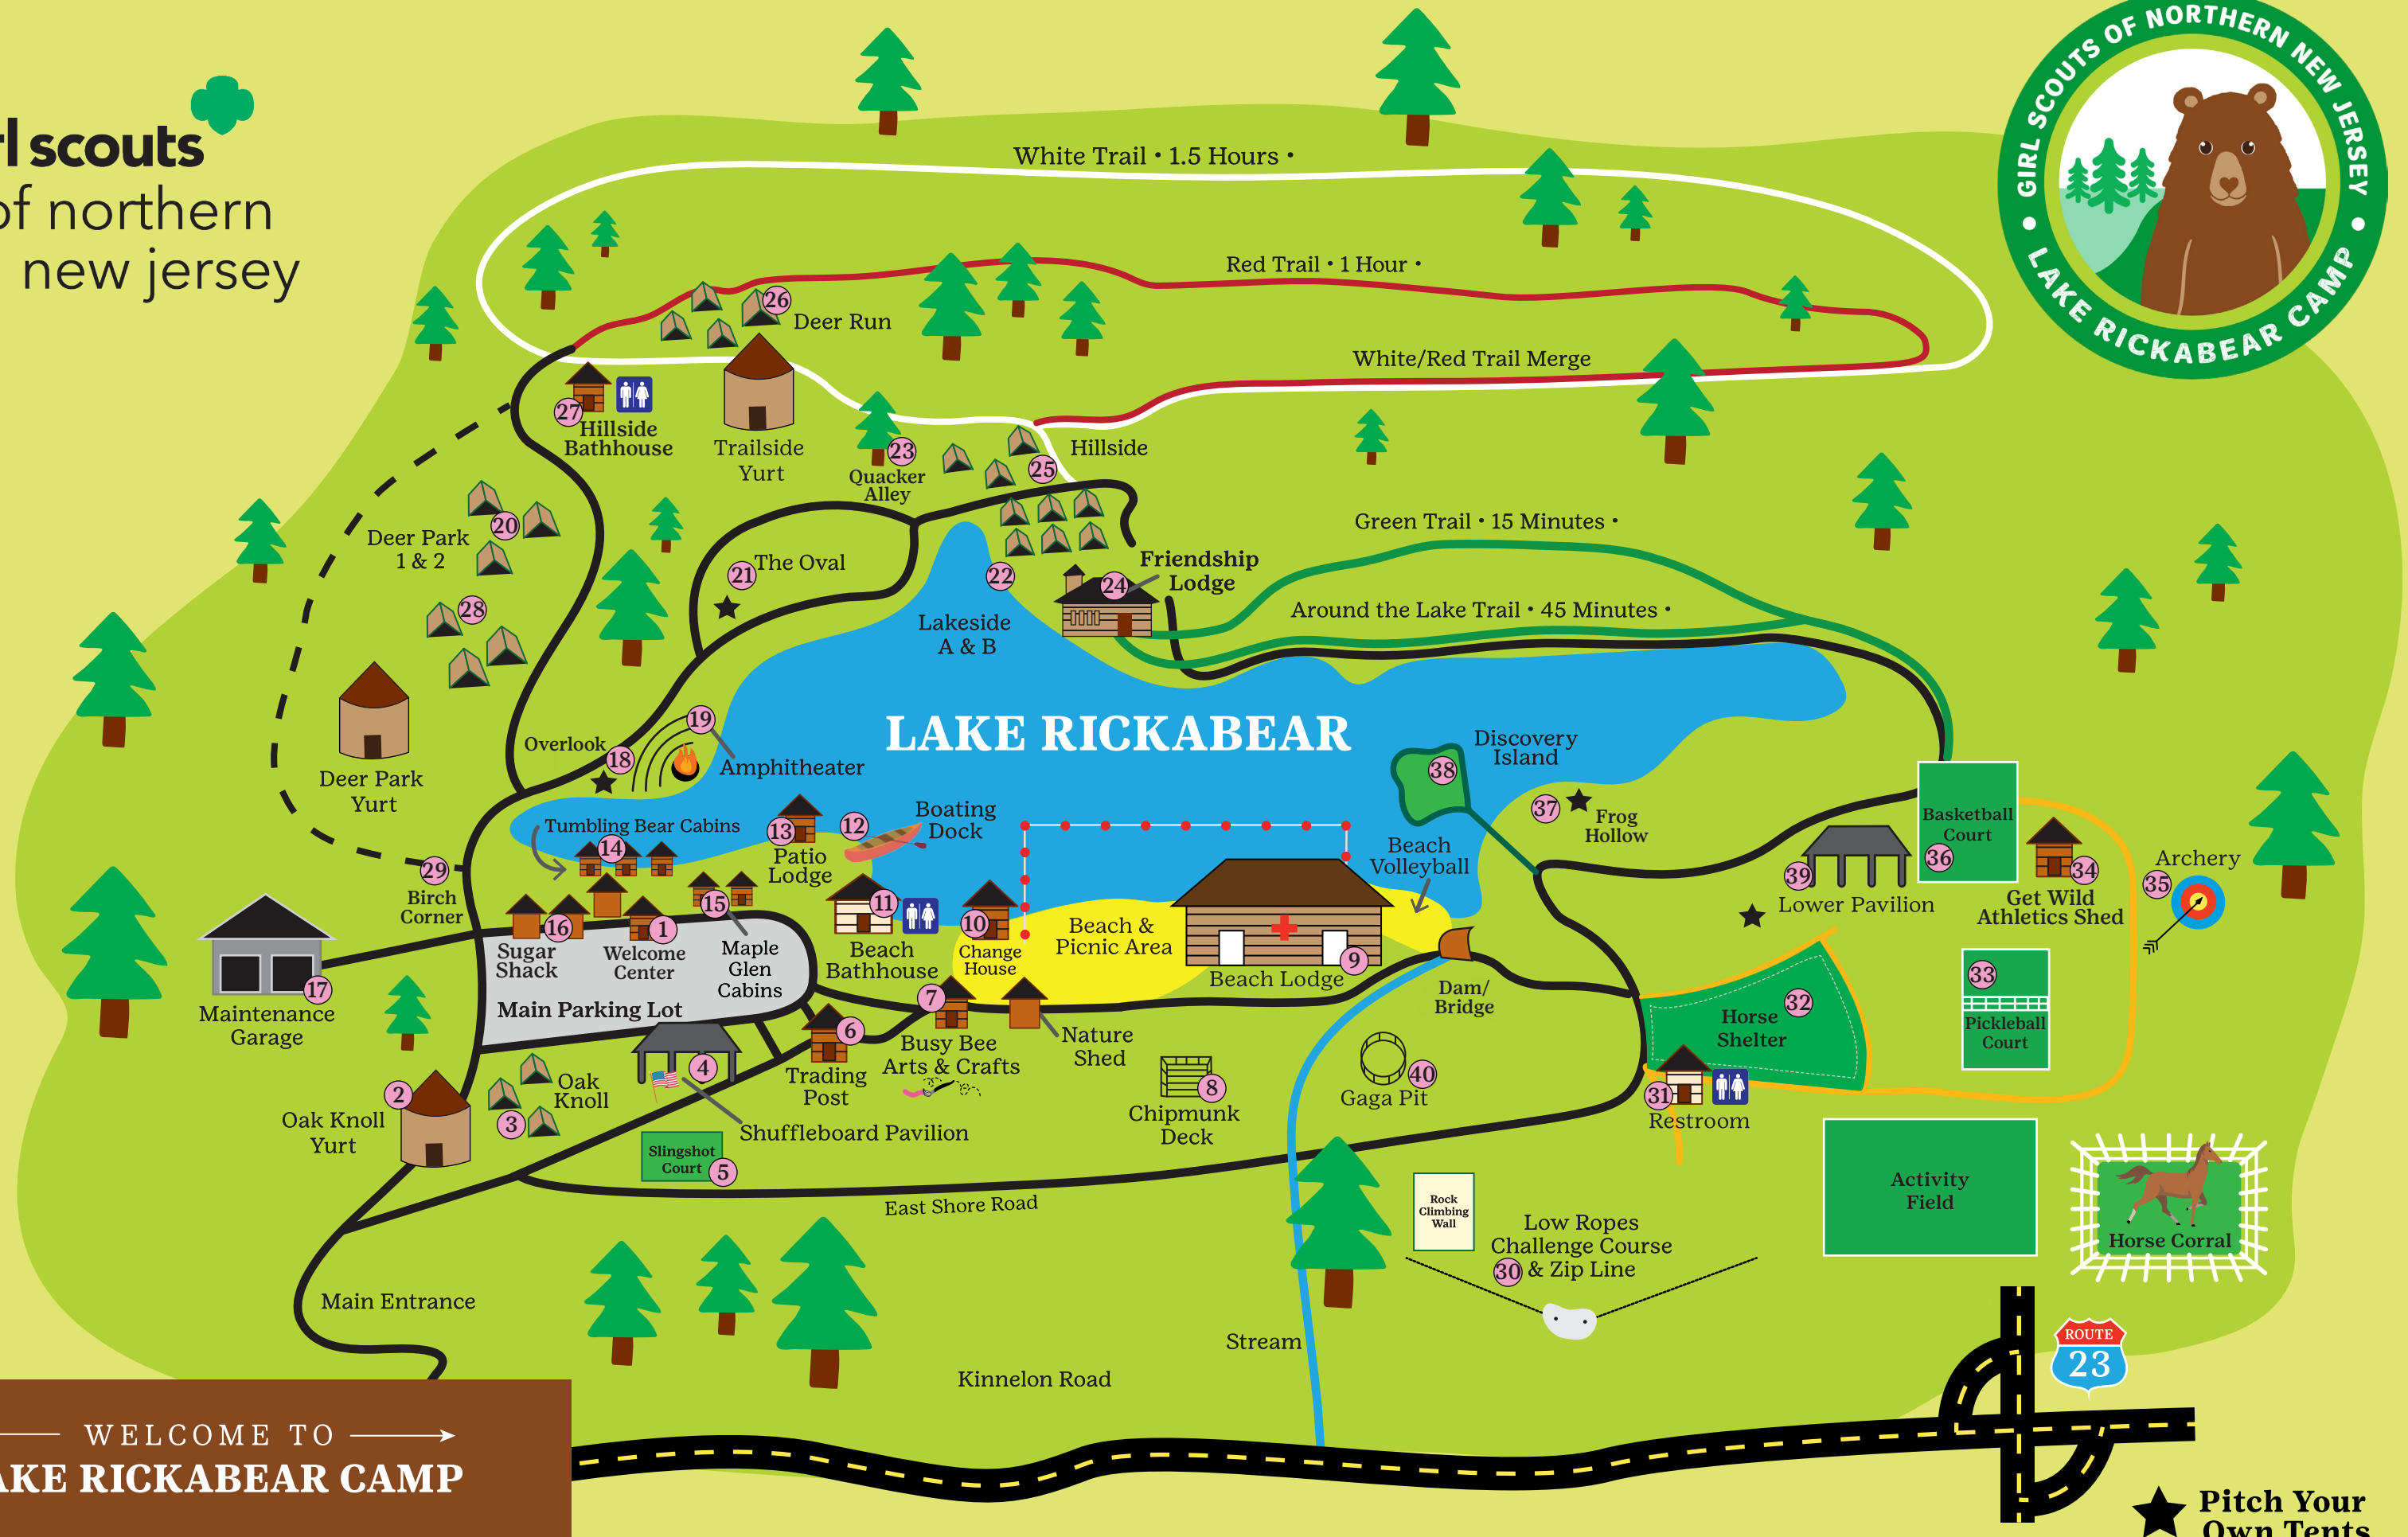 rl scouts
of northern
new jersey
GIRL SCOUTS OF NORTHERN NEW JERSEY
• LAKE RICKABEAR CAMP •
White Trail • 1.5 Hours •
Red Trail • 1 Hour •
White/Red Trail Merge
26
Deer Run
27
Hillside
Bathhouse
Trailside
Yurt
23
Quacker
Alley
Hillside
25
20
Deer Park
1 & 2
28
21
The Oval
22
Lakeside
A & B
Friendship
Lodge
24
Green Trail • 15 Minutes •
Around the Lake Trail • 45 Minutes •
Deer Park
Yurt
Overlook
18
19
Amphitheater
LAKE RICKABEAR
Discovery
Island
38
37
Frog
Hollow
Tumbling Bear Cabins
14
13
Patio
Lodge
12
Boating
Dock
Beach
Volleyball
Basketball
Court
36
39
Lower Pavilion
34
Get Wild
Athletics Shed
Archery
35
29
Birch
Corner
16
Sugar
Shack
1
Welcome
Center
15
Maple
Glen
Cabins
11
Beach
Bathhouse
10
Change
House
Beach &
Picnic Area
9
Beach Lodge
Dam/
Bridge
17
Maintenance
Garage
Main Parking Lot
4
6
Trading
Post
7
Busy Bee
Arts & Crafts
Nature
Shed
8
Chipmunk
Deck
40
Gaga Pit
32
Horse
Shelter
31
Restroom
33
Pickleball
Court
2
Oak Knoll
Yurt
Oak
Knoll
3
Shuffleboard Pavilion
Slingshot
Court
5
East Shore Road
Rock
Climbing
Wall
Low Ropes
Challenge Course
30 & Zip Line
Activity
Field
Horse Corral
Main Entrance
Stream
Kinnelon Road
ROUTE
23
WELCOME TO
AKE RICKABEAR CAMP
Pitch Your
Own Tents